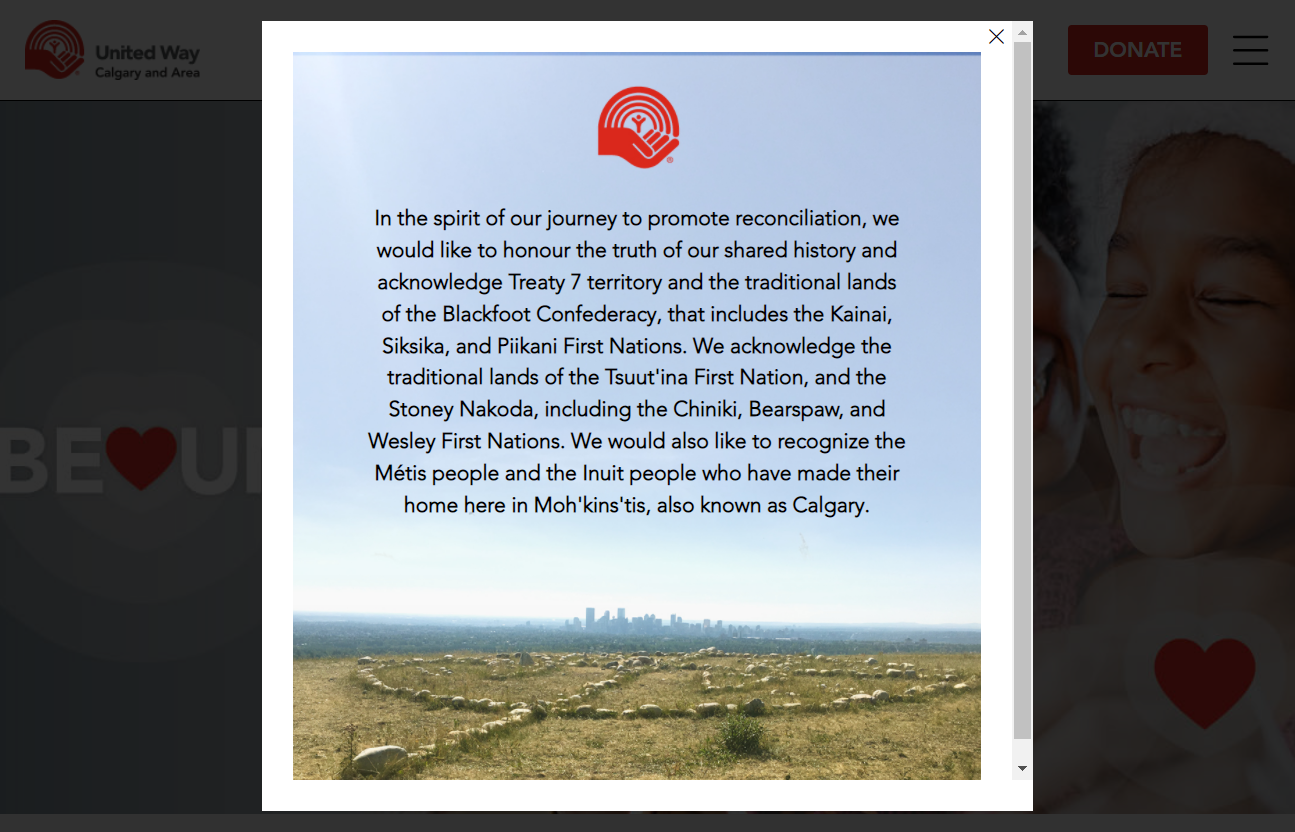 United Way
Calgary and Area
DONATE
In the spirit of our journey to promote reconciliation, we
would like to honour the truth of our shared history and
acknowledge Treaty 7 territory and the traditional lands
of the Blackfoot Confederacy, that includes the Kainai,
Siksika, and Piikani First Nations. We acknowledge the
traditional lands of the Tsuut'ina First Nation, and the
Stoney Nakoda, including the Chiniki, Bearspaw, and
Wesley First Nations. We would also like to recognize the
Métis people and the Inuit people who have made their
home here in Moh'kins'tis, also known as Calgary.
BE